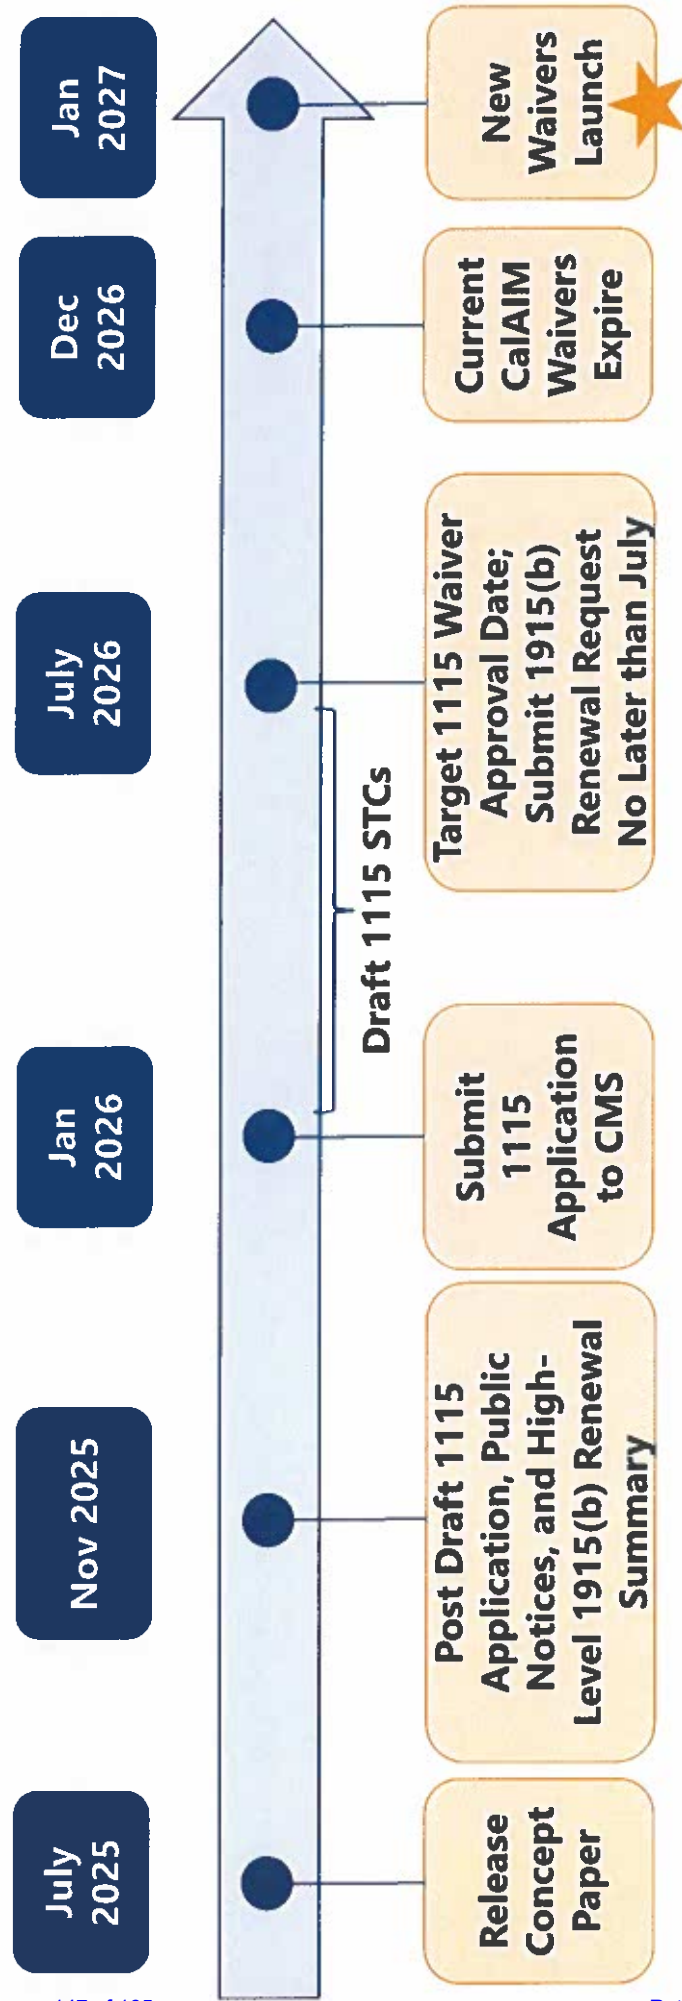 July
2025
Nov 2025
Jan
2026
July
2026
Dec
2026
Jan
2027
Draft 1115 STCs
Release
Concept
Paper
Post Draft 1115
Application, Public
Notices, and High-
Level 1915(b) Renewal
Summary
Submit
1115
Application
to CMS
Target 1115 Waiver
Approval Date;
Submit 1915(b)
Renewal Request
No Later than July
Current
CalAIM
Waivers
Expire
New
Waivers
Launch